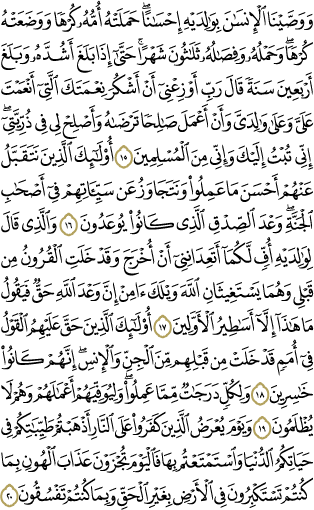 وَوَصَّيْنَا ٱلْإِنسَٰنَ بِوَٰلِدَيْهِ إِحْسَٰنًا ۖ حَمَلَتْهُ أُمُّهُۥ كُرْهًا وَوَضَعَتْهُ
كُرْهًا ۖ وَحَمْلُهُۥ وَفِصَٰلُهُۥ ثَلَٰثُونَ شَهْرًا ۚ حَتَّىٰٓ إِذَا بَلَغَ أَشُدَّهُۥ وَبَلَغَ
أَرْبَعِينَ سَنَةً قَالَ رَبِّ أَوْزِعْنِىٓ أَنْ أَشْكُرَ نِعْمَتَكَ ٱلَّتِىٓ أَنْعَمْتَ
عَلَىَّ وَعَلَىٰ وَٰلِدَىَّ وَأَنْ أَعْمَلَ صَٰلِحًا تَرْضَىٰهُ وَأَصْلِحْ لِى فِى ذُرِّيَّتِىٓ ۖ
إِنِّى تُبْتُ إِلَيْكَ وَإِنِّى مِنَ ٱلْمُسْلِمِينَ ١٥ أُو۟لَٰٓئِكَ ٱلَّذِينَ نَتَقَبَّلُ
عَنْهُمْ أَحْسَنَ مَا عَمِلُوا۟ وَنَتَجَاوَزُ عَن سَيِّـَٔاتِهِمْ فِىٓ أَصْحَٰبِ
ٱلْجَنَّةِ ۖ وَعْدَ ٱلصِّدْقِ ٱلَّذِى كَانُوا۟ يُوعَدُونَ ١٦ وَٱلَّذِى قَالَ
لِوَٰلِدَيْهِ أُفٍّ لَّكُمَآ أَتَعِدَانِنِىٓ أَنْ أُخْرَجَ وَقَدْ خَلَتِ ٱلْقُرُونُ مِن
قَبْلِى وَهُمَا يَسْتَغِيثَانِ ٱللَّهَ وَيْلَكَ ءَامِنْ إِنَّ وَعْدَ ٱللَّهِ حَقٌّ فَيَقُولُ
مَا هَٰذَآ إِلَّآ أَسَٰطِيرُ ٱلْأَوَّلِينَ ١٧ أُو۟لَٰٓئِكَ ٱلَّذِينَ حَقَّ عَلَيْهِمُ ٱلْقَوْلُ
فِىٓ أُمَمٍ قَدْ خَلَتْ مِن قَبْلِهِم مِّنَ ٱلْجِنِّ وَٱلْإِنسِ ۖ إِنَّهُمْ كَانُوا۟
خَٰسِرِينَ ١٨ وَلِكُلٍّ دَرَجَٰتٌ مِّمَّا عَمِلُوا۟ ۖ وَلِيُوَفِّيَهُمْ أَعْمَٰلَهُمْ وَهُمْ لَا
يُظْلَمُونَ ١٩ وَيَوْمَ يُعْرَضُ ٱلَّذِينَ كَفَرُوا۟ عَلَى ٱلنَّارِ أَذْهَبْتُمْ طَيِّبَٰتِكُمْ فِى
حَيَاتِكُمُ ٱلدُّنْيَا وَٱسْتَمْتَعْتُم بِهَا فَٱلْيَوْمَ تُجْزَوْنَ عَذَابَ ٱلْهُونِ بِمَا
كُنتُمْ تَسْتَكْبِرُونَ فِى ٱلْأَرْضِ بِغَيْرِ ٱلْحَقِّ وَبِمَا كُنتُمْ تَفْسُقُونَ ٢٠